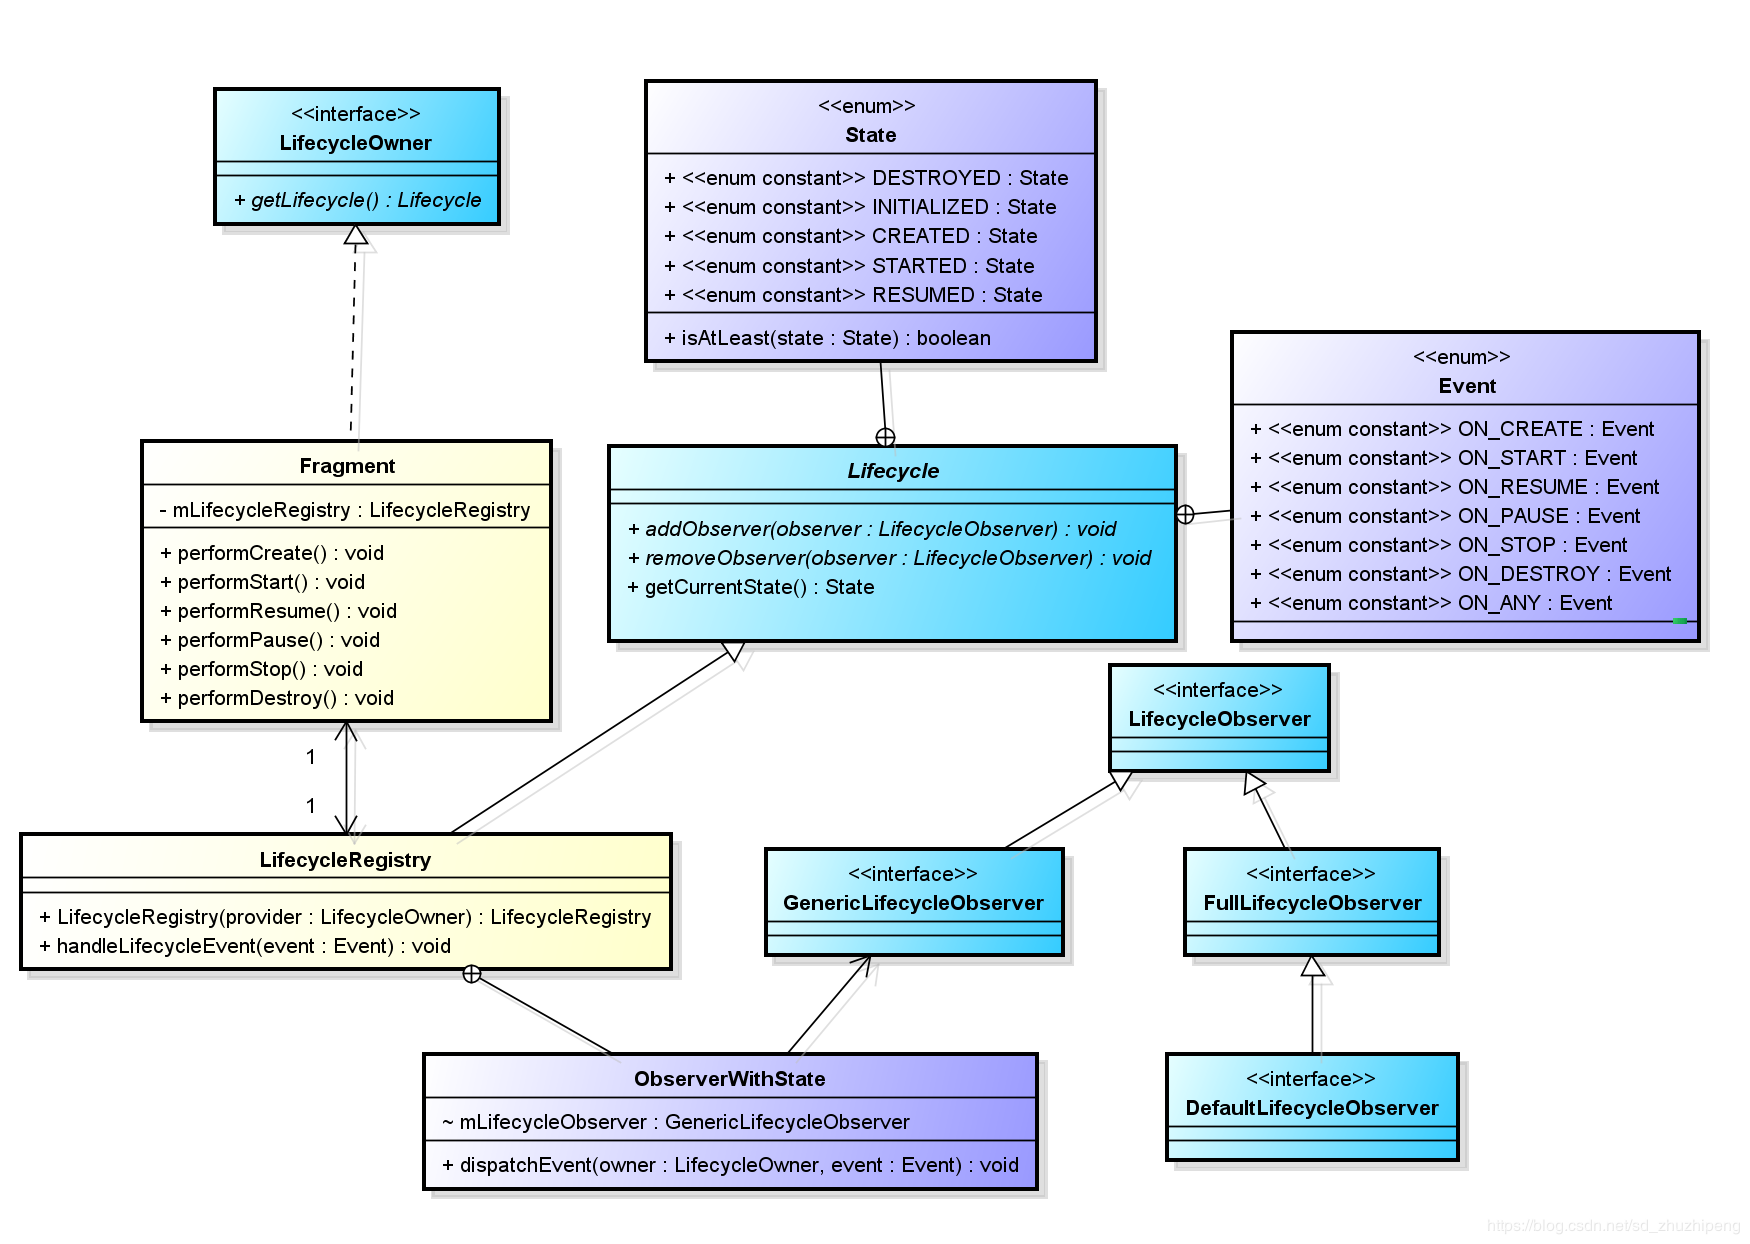 <<interface>>
LifecycleOwner
+ getLifecycle() : Lifecycle
<<enum>>
State
+ <<enum constant>> DESTROYED : State
+ <<enum constant>> INITIALIZED : State
+ <<enum constant>> CREATED : State
+ <<enum constant>> STARTED : State
+ <<enum constant>> RESUMED : State
+ isAtLeast(state : State) : boolean
<<enum>>
Event
+ <<enum constant>> ON_CREATE : Event
+ <<enum constant>> ON_START : Event
+ <<enum constant>> ON_RESUME : Event
+ <<enum constant>> ON_PAUSE : Event
+ <<enum constant>> ON_STOP : Event
+ <<enum constant>> ON_DESTROY : Event
+ <<enum constant>> ON_ANY : Event
Fragment
- mLifecycleRegistry : LifecycleRegistry
+ performCreate() : void
+ performStart() : void
+ performResume() : void
+ performPause() : void
+ performStop() : void
+ performDestroy() : void
Lifecycle
+ addObserver(observer : LifecycleObserver) : void
+ removeObserver(observer : LifecycleObserver) : void
+ getCurrentState() : State
<<interface>>
LifecycleObserver
1
1
LifecycleRegistry
+ LifecycleRegistry(provider : LifecycleOwner) : LifecycleRegistry
+ handleLifecycleEvent(event : Event) : void
<<interface>>
GenericLifecycleObserver
<<interface>>
FullLifecycleObserver
ObserverWithState
~ mLifecycleObserver : GenericLifecycleObserver
+ dispatchEvent(owner : LifecycleOwner, event : Event) : void
<<interface>>
DefaultLifecycleObserver
https://blog.csdn.net/sd_zhuzhipeng